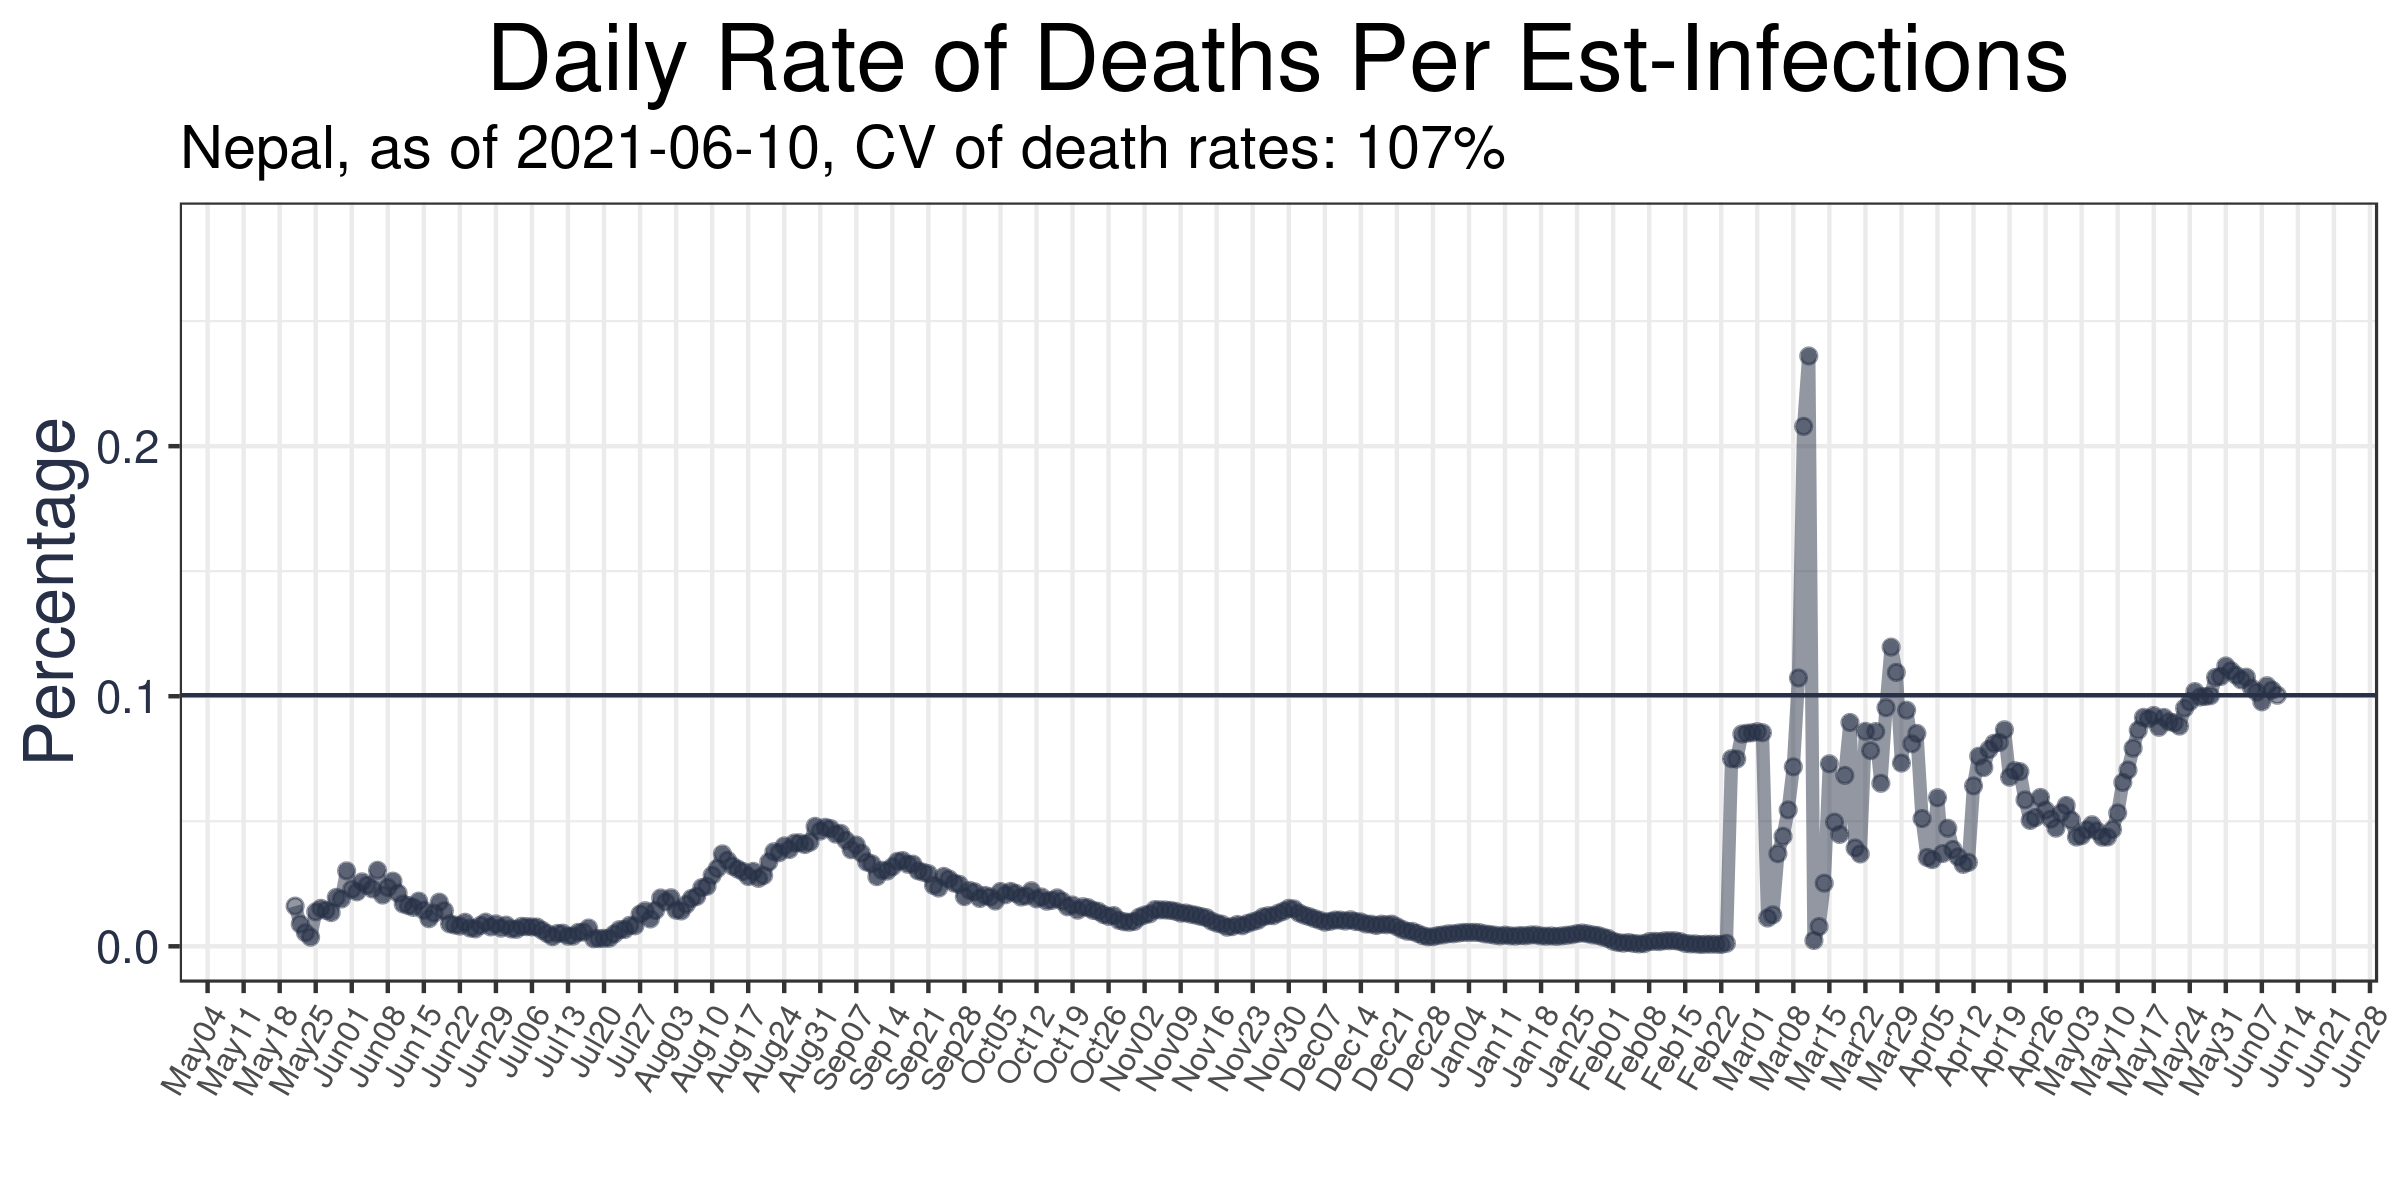 Daily Rate of Deaths Per Est-Infections
Nepal, as of 2021-06-10, CV of death rates: 107%
Percentage
0.2
0.1
0.0
May04 May11 May18 May25 Jun01 Jun08 Jun15 Jun22 Jun29 Jul06 Jul13 Jul20 Jul27 Aug03 Aug10 Aug17 Aug24 Aug31 Sep07 Sep14 Sep21 Sep28 Oct05 Oct12 Oct19 Oct26 Nov02 Nov09 Nov16 Nov23 Nov30 Dec07 Dec14 Dec21 Dec28 Jan04 Jan11 Jan18 Jan25 Feb01 Feb08 Feb15 Feb22 Mar01 Mar08 Mar15 Mar22 Mar29 Apr05 Apr12 Apr19 Apr26 May03 May10 May17 May24 May31 Jun07 Jun14 Jun21 Jun28